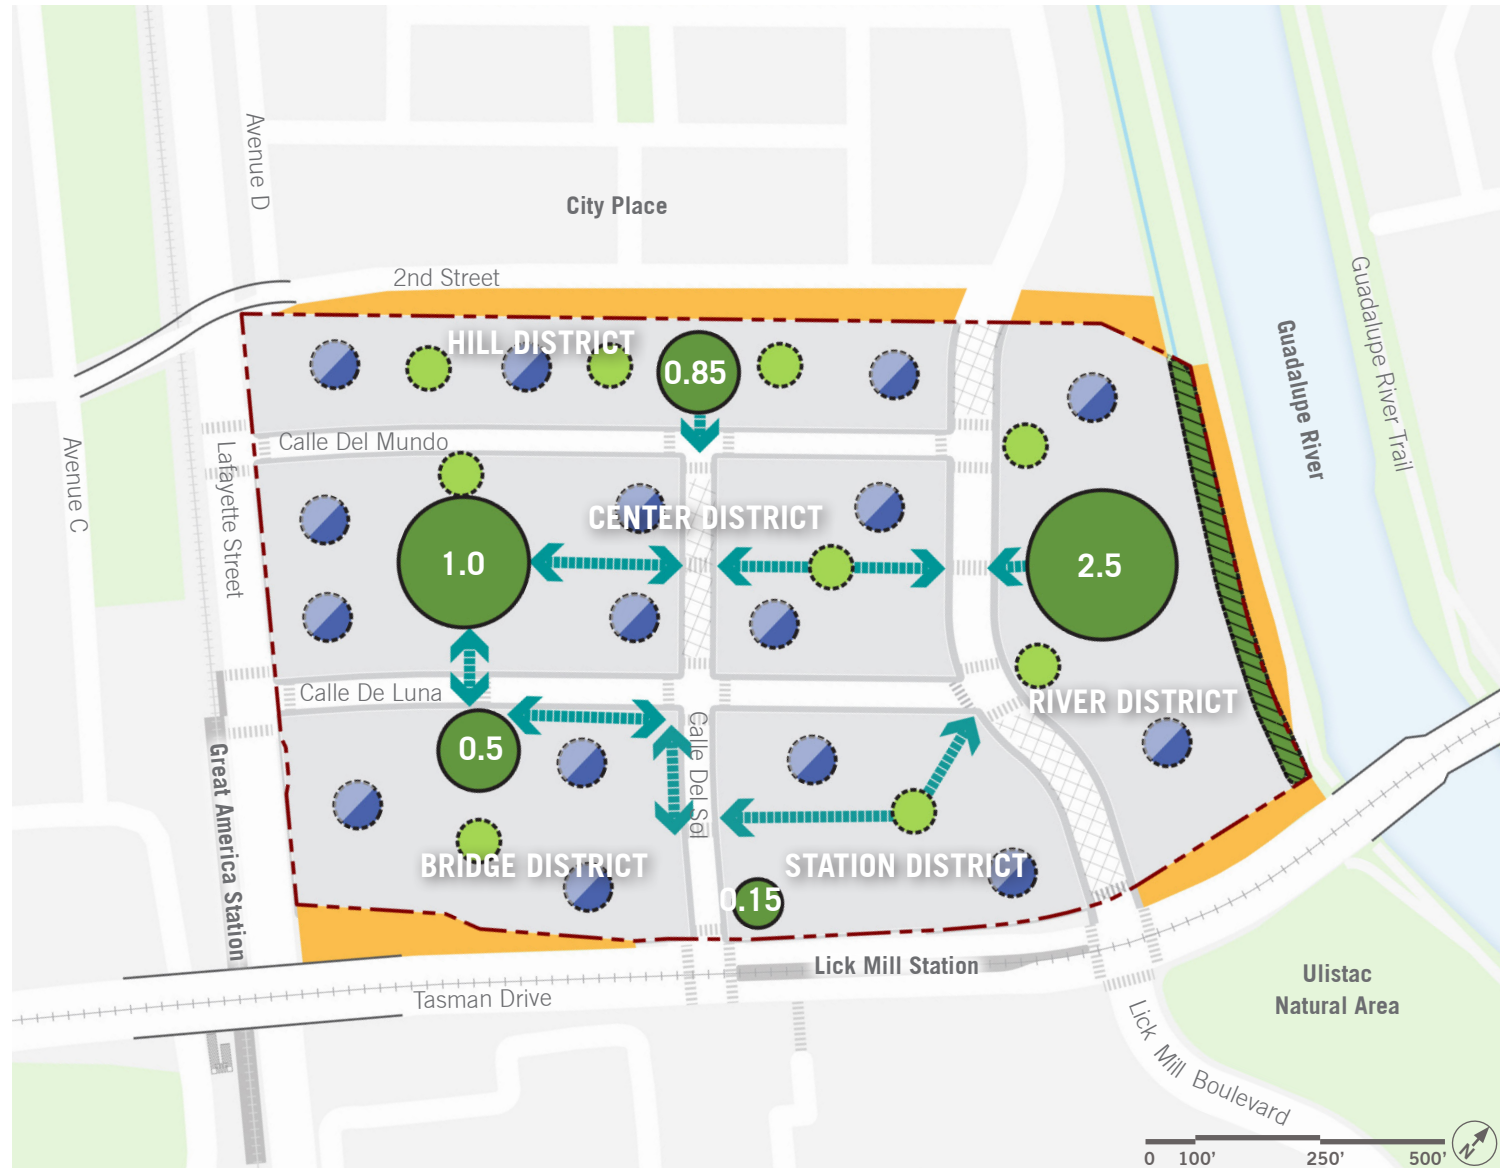 Avenue D
City Place
2nd Street
Guadalupe River Trail
Guadalupe River
HILL DISTRICT
0.85
Avenue C
Lafayette Street
Calle Del Mundo
CENTER DISTRICT
1.0
2.5
Calle De Luna
RIVER DISTRICT
Calle Del Sol
0.5
Great America Station
BRIDGE DISTRICT
STATION DISTRICT
0.15
Lick Mill Station
Tasman Drive
Ulistac
Natural Area
Lick Mill Boulevard
0 100' 250' 500'
N